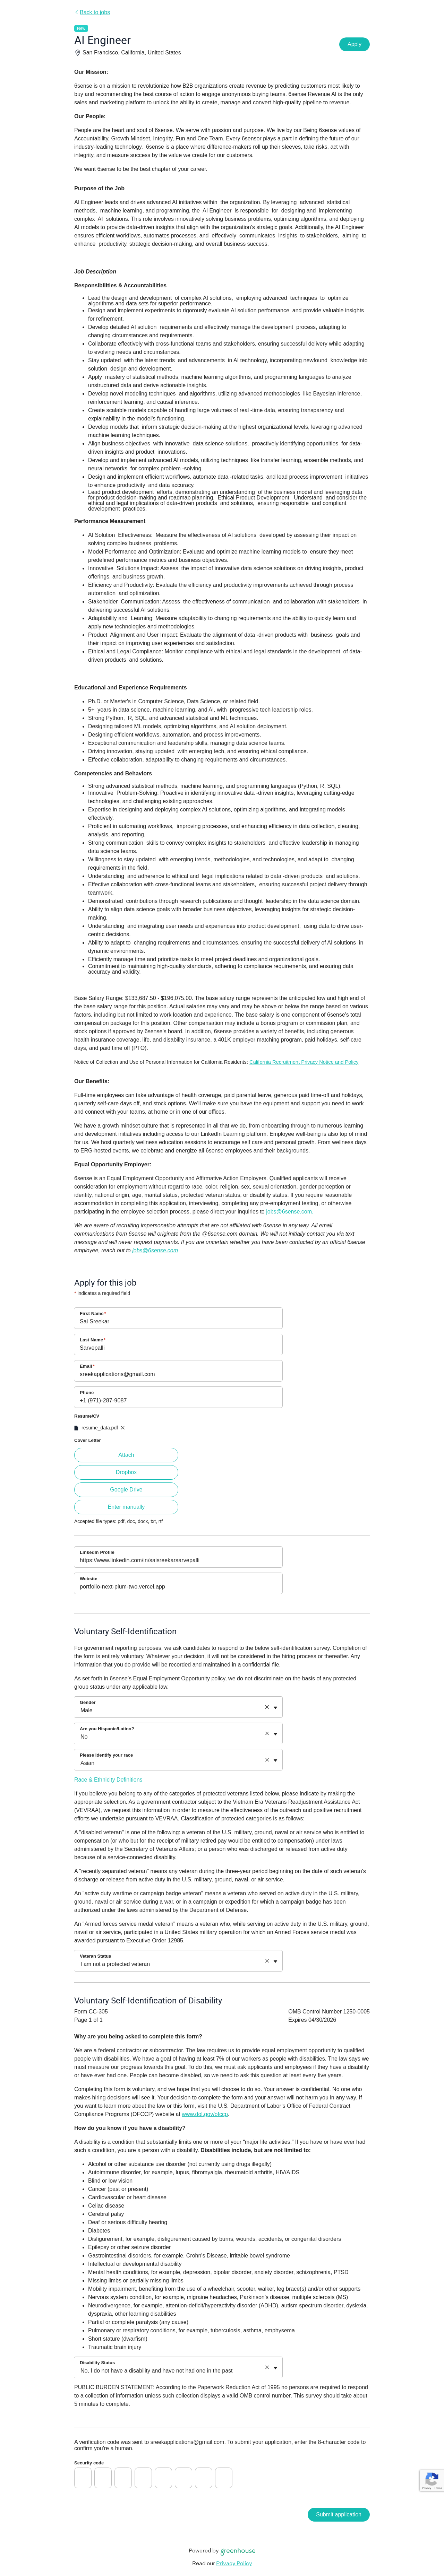 Back to jobs
New
AI Engineer
San Francisco, California, United States
Apply
Our Mission:
6sense is on a mission to revolutionize how B2B organizations create revenue by predicting customers most likely to
buy and recommending the best course of action to engage anonymous buying teams. 6sense Revenue AI is the only
sales and marketing platform to unlock the ability to create, manage and convert high-quality pipeline to revenue.
Our People:
People are the heart and soul of 6sense. We serve with passion and purpose. We live by our Being 6sense values of
Accountability, Growth Mindset, Integrity, Fun and One Team. Every 6sensor plays a part in defining the future of our
industry-leading technology. 6sense is a place where difference-makers roll up their sleeves, take risks, act with
integrity, and measure success by the value we create for our customers.
We want 6sense to be the best chapter of your career.
Purpose of the Job
AI Engineer leads and drives advanced AI initiatives within the organization. By leveraging advanced statistical
methods, machine learning, and programming, the AI Engineer is responsible for designing and implementing
complex AI solutions. This role involves innovatively solving business problems, optimizing algorithms, and deploying
AI models to provide data-driven insights that align with the organization's strategic goals. Additionally, the AI Engineer
ensures efficient workflows, automates processes, and effectively communicates insights to stakeholders, aiming to
enhance productivity, strategic decision-making, and overall business success.
Job Description
Responsibilities & Accountabilities
Lead the design and development of complex AI solutions, employing advanced techniques to optimize
algorithms and data sets for superior performance.
Design and implement experiments to rigorously evaluate AI solution performance and provide valuable insights
for refinement.
Develop detailed AI solution requirements and effectively manage the development process, adapting to
changing circumstances and requirements.
Collaborate effectively with cross-functional teams and stakeholders, ensuring successful delivery while adapting
to evolving needs and circumstances.
Stay updated with the latest trends and advancements in AI technology, incorporating newfound knowledge into
solution design and development.
Apply mastery of statistical methods, machine learning algorithms, and programming languages to analyze
unstructured data and derive actionable insights.
Develop novel modeling techniques and algorithms, utilizing advanced methodologies like Bayesian inference,
reinforcement learning, and causal inference.
Create scalable models capable of handling large volumes of real -time data, ensuring transparency and
explainability in the model's functioning.
Develop models that inform strategic decision-making at the highest organizational levels, leveraging advanced
machine learning techniques.
Align business objectives with innovative data science solutions, proactively identifying opportunities for data-
driven insights and product innovations.
Develop and implement advanced AI models, utilizing techniques like transfer learning, ensemble methods, and
neural networks for complex problem -solving.
Design and implement efficient workflows, automate data -related tasks, and lead process improvement initiatives
to enhance productivity and data accuracy.
Lead product development efforts, demonstrating an understanding of the business model and leveraging data
for product decisionmaking and roadmap planning. Ethical Product Development: Understand and consider the
ethical and legal implications of data-driven products and solutions, ensuring responsible and compliant
development practices.
Performance Measurement
AI Solution Effectiveness: Measure the effectiveness of AI solutions developed by assessing their impact on
solving complex business problems.
Model Performance and Optimization: Evaluate and optimize machine learning models to ensure they meet
predefined performance metrics and business objectives.
Innovative Solutions Impact: Assess the impact of innovative data science solutions on driving insights, product
offerings, and business growth.
Efficiency and Productivity: Evaluate the efficiency and productivity improvements achieved through process
automation and optimization.
Stakeholder Communication: Assess the effectiveness of communication and collaboration with stakeholders in
delivering successful AI solutions.
Adaptability and Learning: Measure adaptability to changing requirements and the ability to quickly learn and
apply new technologies and methodologies.
Product Alignment and User Impact: Evaluate the alignment of data -driven products with business goals and
their impact on improving user experiences and satisfaction.
Ethical and Legal Compliance: Monitor compliance with ethical and legal standards in the development of data-
driven products and solutions.
Educational and Experience Requirements
Ph.D. or Master's in Computer Science, Data Science, or related field.
5+ years in data science, machine learning, and AI, with progressive tech leadership roles.
Strong Python, R, SQL, and advanced statistical and ML techniques.
Designing tailored ML models, optimizing algorithms, and AI solution deployment.
Designing efficient workflows, automation, and process improvements.
Exceptional communication and leadership skills, managing data science teams.
Driving innovation, staying updated with emerging tech, and ensuring ethical compliance.
Effective collaboration, adaptability to changing requirements and circumstances.
Competencies and Behaviors
Strong advanced statistical methods, machine learning, and programming languages (Python, R, SQL).
Innovative Problem-Solving: Proactive in identifying innovative data -driven insights, leveraging cutting-edge
technologies, and challenging existing approaches.
Expertise in designing and deploying complex AI solutions, optimizing algorithms, and integrating models
effectively.
Proficient in automating workflows, improving processes, and enhancing efficiency in data collection, cleaning,
analysis, and reporting.
Strong communication skills to convey complex insights to stakeholders and effective leadership in managing
data science teams.
Willingness to stay updated with emerging trends, methodologies, and technologies, and adapt to changing
requirements in the field.
Understanding and adherence to ethical and legal implications related to data -driven products and solutions.
Effective collaboration with cross-functional teams and stakeholders, ensuring successful project delivery through
teamwork.
Demonstrated contributions through research publications and thought leadership in the data science domain.
Ability to align data science goals with broader business objectives, leveraging insights for strategic decision-
making.
Understanding and integrating user needs and experiences into product development, using data to drive user-
centric decisions.
Ability to adapt to changing requirements and circumstances, ensuring the successful delivery of AI solutions in
dynamic environments.
Efficiently manage time and prioritize tasks to meet project deadlines and organizational goals.
Commitment to maintaining high-quality standards, adhering to compliance requirements, and ensuring data
accuracy and validity.
Base Salary Range: $133,687.50 - $196,075.00. The base salary range represents the anticipated low and high end of
the base salary range for this position. Actual salaries may vary and may be above or below the range based on various
factors, including but not limited to work location and experience. The base salary is one component of 6sense's total
compensation package for this position. Other compensation may include a bonus program or commission plan, and
stock options if approved by 6sense's board. In addition, 6sense provides a variety of benefits, including generous
health insurance coverage, life, and disability insurance, a 401K employer matching program, paid holidays, self-care
days, and paid time off (PTO).
Notice of Collection and Use of Personal Information for California Residents: California Recruitment Privacy Notice and Policy
Our Benefits:
Full-time employees can take advantage of health coverage, paid parental leave, generous paid time-off and holidays,
quarterly self-care days off, and stock options. We'll make sure you have the equipment and support you need to work
and connect with your teams, at home or in one of our offices.
We have a growth mindset culture that is represented in all that we do, from onboarding through to numerous learning
and development initiatives including access to our LinkedIn Learning platform. Employee well-being is also top of mind
for us. We host quarterly wellness education sessions to encourage self care and personal growth. From wellness days
to ERG-hosted events, we celebrate and energize all 6sense employees and their backgrounds.
Equal Opportunity Employer:
6sense is an Equal Employment Opportunity and Affirmative Action Employers. Qualified applicants will receive
consideration for employment without regard to race, color, religion, sex, sexual orientation, gender perception or
identity, national origin, age, marital status, protected veteran status, or disability status. If you require reasonable
accommodation in completing this application, interviewing, completing any pre-employment testing, or otherwise
participating in the employee selection process, please direct your inquiries to jobs@6sense.com.
We are aware of recruiting impersonation attempts that are not affiliated with 6sense in any way. All email
communications from 6sense will originate from the @6sense.com domain. We will not initially contact you via text
message and will never request payments. If you are uncertain whether you have been contacted by an official 6sense
employee, reach out to jobs@6sense.com
Apply for this job
* indicates a required field
First Name*
Sai Sreekar
Last Name*
Sarvepalli
Email*
sreekapplications@gmail.com
Phone
+1 (971)-287-9087
Resume/CV
resume_data.pdf
Cover Letter
Attach
Dropbox
Google Drive
Enter manually
Accepted file types: pdf, doc, docx, txt, rtf
LinkedIn Profile
https://www.linkedin.com/in/saisreekarsarvepalli
Website
portfolio-next-plum-two.vercel.app
Voluntary Self-Identification
For government reporting purposes, we ask candidates to respond to the below self-identification survey. Completion of
the form is entirely voluntary. Whatever your decision, it will not be considered in the hiring process or thereafter. Any
information that you do provide will be recorded and maintained in a confidential file.
As set forth in 6sense's Equal Employment Opportunity policy, we do not discriminate on the basis of any protected
group status under any applicable law.
Gender
Male
Are you Hispanic/Latino?
No
Please identify your race
Asian
Race & Ethnicity Definitions
If you believe you belong to any of the categories of protected veterans listed below, please indicate by making the
appropriate selection. As a government contractor subject to the Vietnam Era Veterans Readjustment Assistance Act
(VEVRAA), we request this information in order to measure the effectiveness of the outreach and positive recruitment
efforts we undertake pursuant to VEVRAA. Classification of protected categories is as follows:
A "disabled veteran" is one of the following: a veteran of the U.S. military, ground, naval or air service who is entitled to
compensation (or who but for the receipt of military retired pay would be entitled to compensation) under laws
administered by the Secretary of Veterans Affairs; or a person who was discharged or released from active duty
because of a service-connected disability.
A "recently separated veteran" means any veteran during the three-year period beginning on the date of such veteran's
discharge or release from active duty in the U.S. military, ground, naval, or air service.
An "active duty wartime or campaign badge veteran" means a veteran who served on active duty in the U.S. military,
ground, naval or air service during a war, or in a campaign or expedition for which a campaign badge has been
authorized under the laws administered by the Department of Defense.
An "Armed forces service medal veteran" means a veteran who, while serving on active duty in the U.S. military, ground,
naval or air service, participated in a United States military operation for which an Armed Forces service medal was
awarded pursuant to Executive Order 12985.
Veteran Status
I am not a protected veteran
Voluntary Self-Identification of Disability
Form CC-305
Page 1 of 1
OMB Control Number 1250-0005
Expires 04/30/2026
Why are you being asked to complete this form?
We are a federal contractor or subcontractor. The law requires us to provide equal employment opportunity to qualified
people with disabilities. We have a goal of having at least 7% of our workers as people with disabilities. The law says we
must measure our progress towards this goal. To do this, we must ask applicants and employees if they have a disability
or have ever had one. People can become disabled, so we need to ask this question at least every five years.
Completing this form is voluntary, and we hope that you will choose to do so. Your answer is confidential. No one who
makes hiring decisions will see it. Your decision to complete the form and your answer will not harm you in any way. If
you want to learn more about the law or this form, visit the U.S. Department of Labor's Office of Federal Contract
Compliance Programs (OFCCP) website at www.dol.gov/ofccp.
How do you know if you have a disability?
A disability is a condition that substantially limits one or more of your "major life activities." If you have or have ever had
such a condition, you are a person with a disability. Disabilities include, but are not limited to:
Alcohol or other substance use disorder (not currently using drugs illegally)
Autoimmune disorder, for example, lupus, fibromyalgia, rheumatoid arthritis, HIV/AIDS
Blind or low vision
Cancer (past or present)
Cardiovascular or heart disease
Celiac disease
Cerebral palsy
Deaf or serious difficulty hearing
Diabetes
Disfigurement, for example, disfigurement caused by burns, wounds, accidents, or congenital disorders
Epilepsy or other seizure disorder
Gastrointestinal disorders, for example, Crohn's Disease, irritable bowel syndrome
Intellectual or developmental disability
Mental health conditions, for example, depression, bipolar disorder, anxiety disorder, schizophrenia, PTSD
Missing limbs or partially missing limbs
Mobility impairment, benefiting from the use of a wheelchair, scooter, walker, leg brace(s) and/or other supports
Nervous system condition, for example, migraine headaches, Parkinson's disease, multiple sclerosis (MS)
Neurodivergence, for example, attention-deficit/hyperactivity disorder (ADHD), autism spectrum disorder, dyslexia,
dyspraxia, other learning disabilities
Partial or complete paralysis (any cause)
Pulmonary or respiratory conditions, for example, tuberculosis, asthma, emphysema
Short stature (dwarfism)
Traumatic brain injury
Disability Status
No, I do not have a disability and have not had one in the past
PUBLIC BURDEN STATEMENT: According to the Paperwork Reduction Act of 1995 no persons are required to
respond to a collection of information unless such collection displays a valid OMB control number. This survey should take about
5 minutes to complete.
A verification code was sent to sreekapplications@gmail.com. To submit your application, enter the 8-character code to
confirm you're a human.
Security code
Privacy - Terms
Submit application
Powered by greenhouse
Read our Privacy Policy